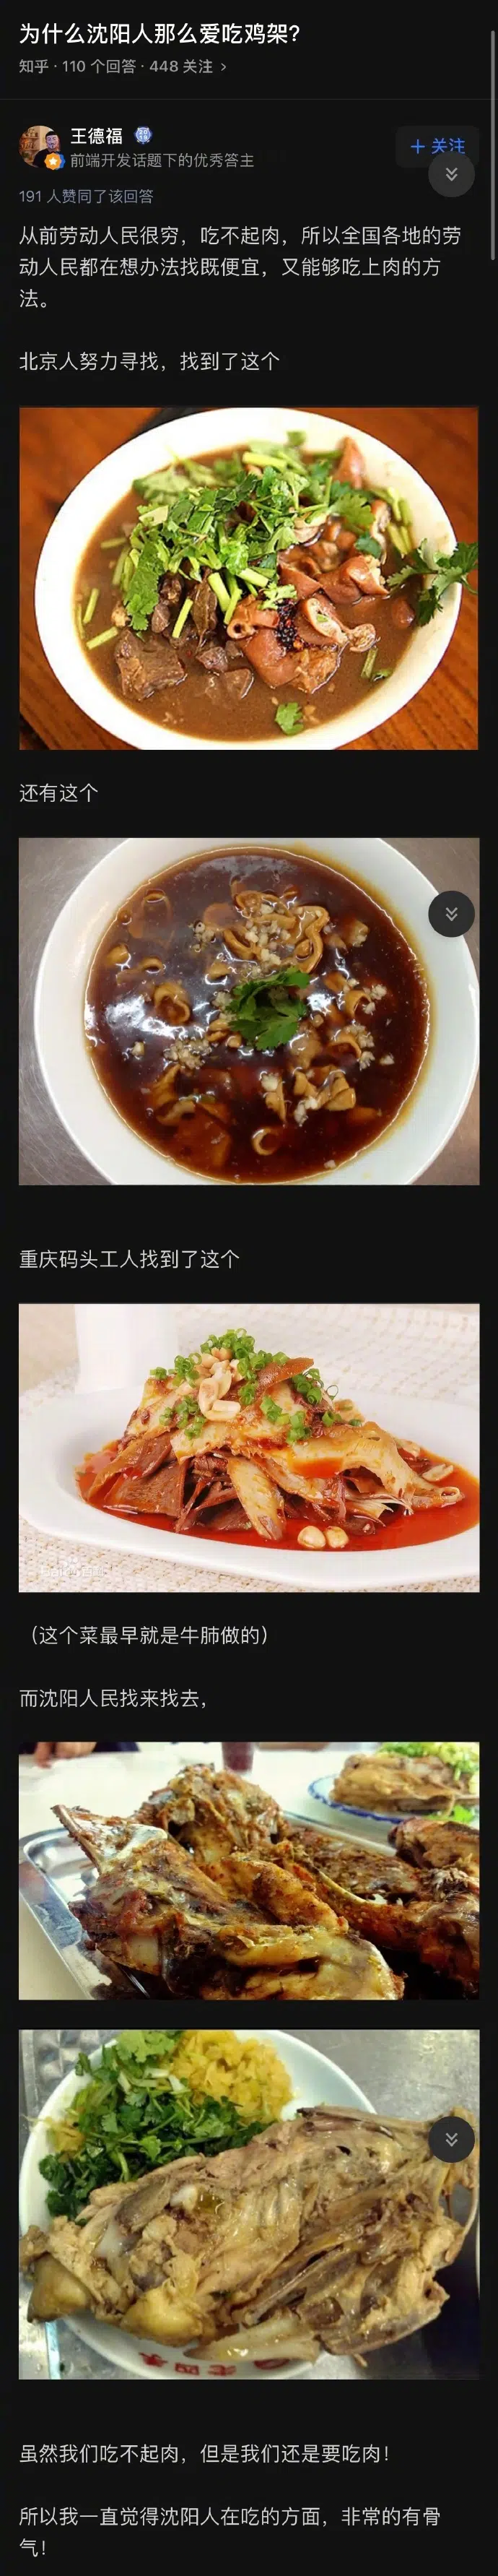 为什么沈阳人那么爱吃鸡架?
知乎 · 110 个回答 · 448 关注 >
王德福
+ 关注
前端开发话题下的优秀答主
191 人赞同了该回答
从前劳动人民很穷，吃不起肉，所以全国各地的劳
动人民都在想办法找既便宜，又能够吃上肉的方
法。
北京人努力寻找，找到了这个
还有这个
重庆码头工人找到了这个
（这个菜最早就是牛肺做的）
而沈阳人民找来找去，
虽然我们吃不起肉，但是我们还是要吃肉！
所以我一直觉得沈阳人在吃的方面，非常的有骨
气！